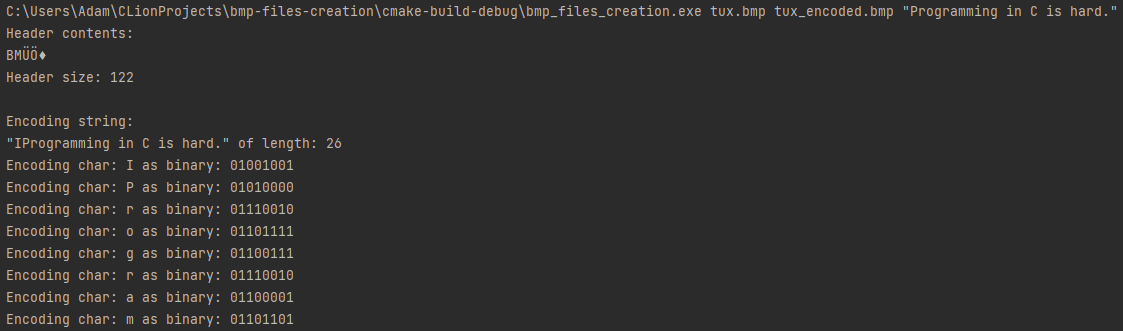 C:\Users\Adam\CLionProjects\bmp-files-creation\cmake-build-debug\bmp_files_creation.exe tux.bmp tux_encoded.bmp "Programming in C is hard."
Header contents:
BMÜÖ♦
Header size: 122
Encoding string:
"IProgramming in C is hard." of length: 26
Encoding char: I as binary: 01001001
Encoding char: P as binary: 01010000
Encoding char: r as binary: 01110010
Encoding char: o as binary: 01101111
Encoding char: g as binary: 01100111
Encoding char: r as binary: 01110010
Encoding char: a as binary: 01100001
Encoding char: m as binary: 01101101